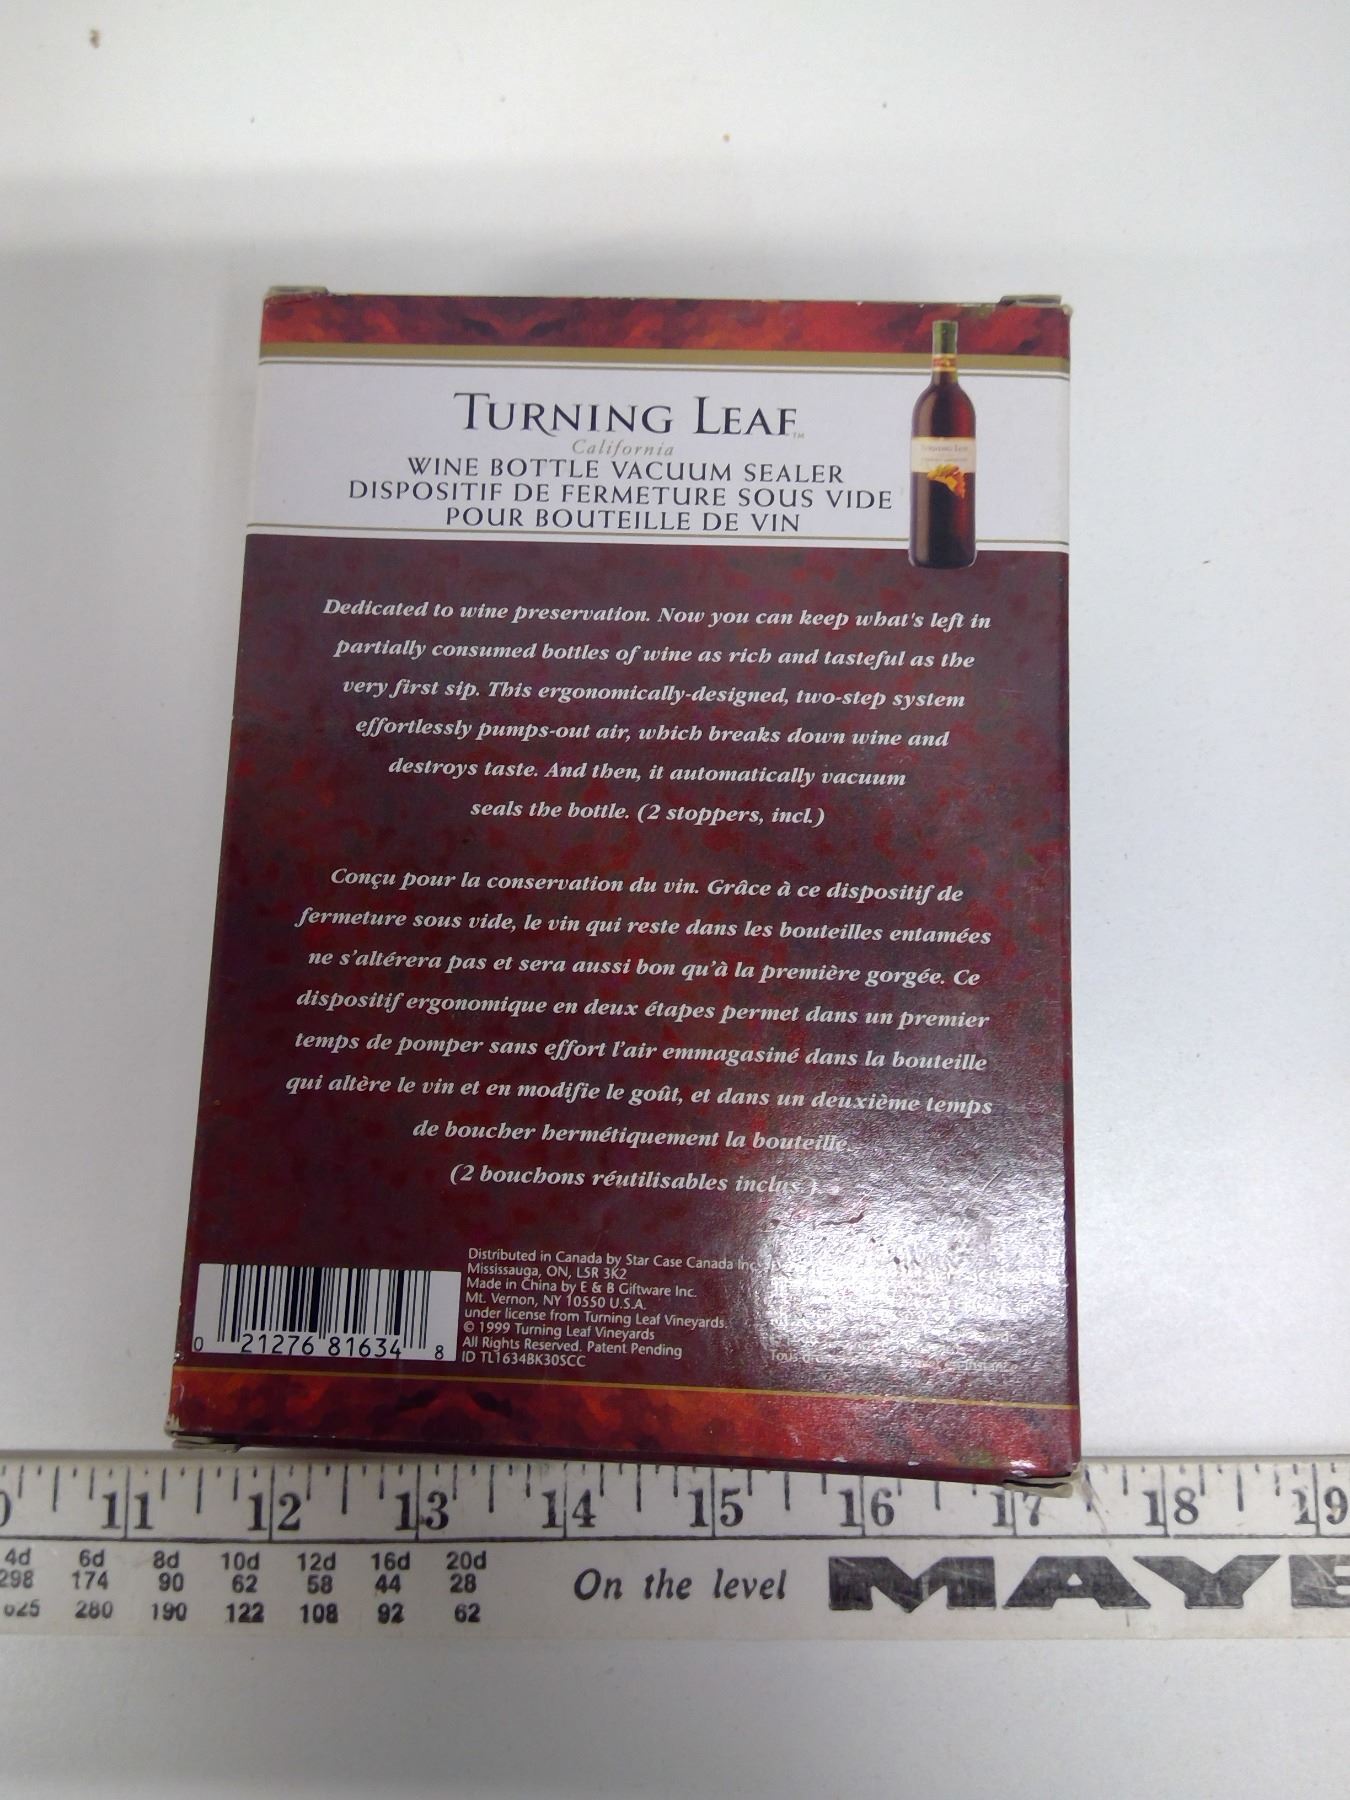 TURNING LEAF™
California
WINE BOTTLE VACUUM SEALER
DISPOSITIF DE FERMETURE SOUS VIDE
POUR BOUTEILLE DE VIN
TURNING LEAF
Dedicated to wine preservation. Now you can keep what's left in
partially consumed bottles of wine as rich and tasteful as the
very first sip. This ergonomically-designed, two-step system
effortlessly pumps-out air, which breaks down wine and
destroys taste. And then, it automatically vacuum
seals the bottle. (2 stoppers, incl.)
Conçu pour la conservation du vin. Grâce à ce dispositif de
fermeture sous vide, le vin qui reste dans les bouteilles entamées
ne s'altérera pas et sera aussi bon qu'à la première gorgée. Ce
dispositif ergonomique en deux étapes permet dans un premier
temps de pomper sans effort l'air emmagasiné dans la bouteille
qui altère le vin et en modifie le goût, et dans un deuxième temps
de boucher hermétiquement la bouteille.
(2 bouchons réutilisables inclus.)
Distributed in Canada by Star Case Canada Inc.
Mississauga, ON, L5R 3K2
Made in China by E & B Giftware Inc.
Mt. Vernon, NY 10550 U.S.A.
under license from Turning Leaf Vineyards.
© 1999 Turning Leaf Vineyards
All Rights Reserved. Patent Pending
ID TL1634BK30SCC
Tous
0 21276 81634 8
11 12 13 14 15 16 17 18 19
4d 6d 8d 10d 12d 16d 20d
298 174 90 62 58 44 28
280 190 122 108 92 62
On the level
MAYE